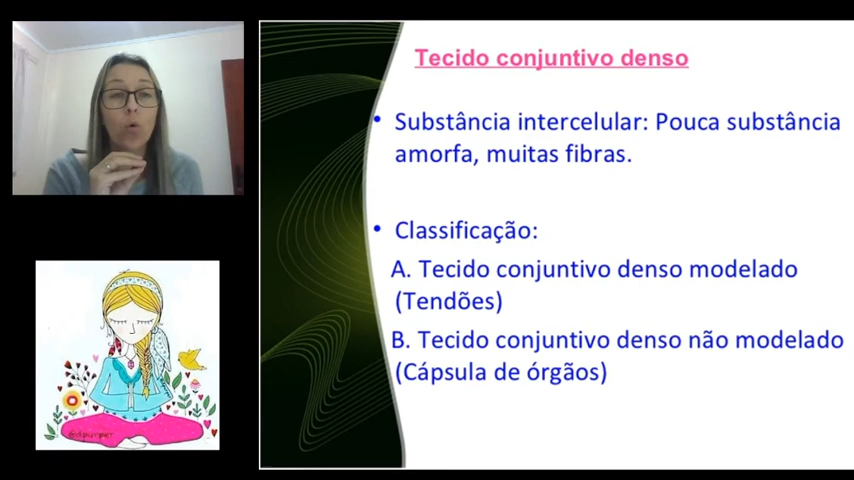 Tecido conjuntivo denso
• Substância intercelular: Pouca substância
amorfa, muitas fibras.
• Classificação:
A. Tecido conjuntivo denso modelado
(Tendões)
B. Tecido conjuntivo denso não modelado
(Cápsula de órgãos)